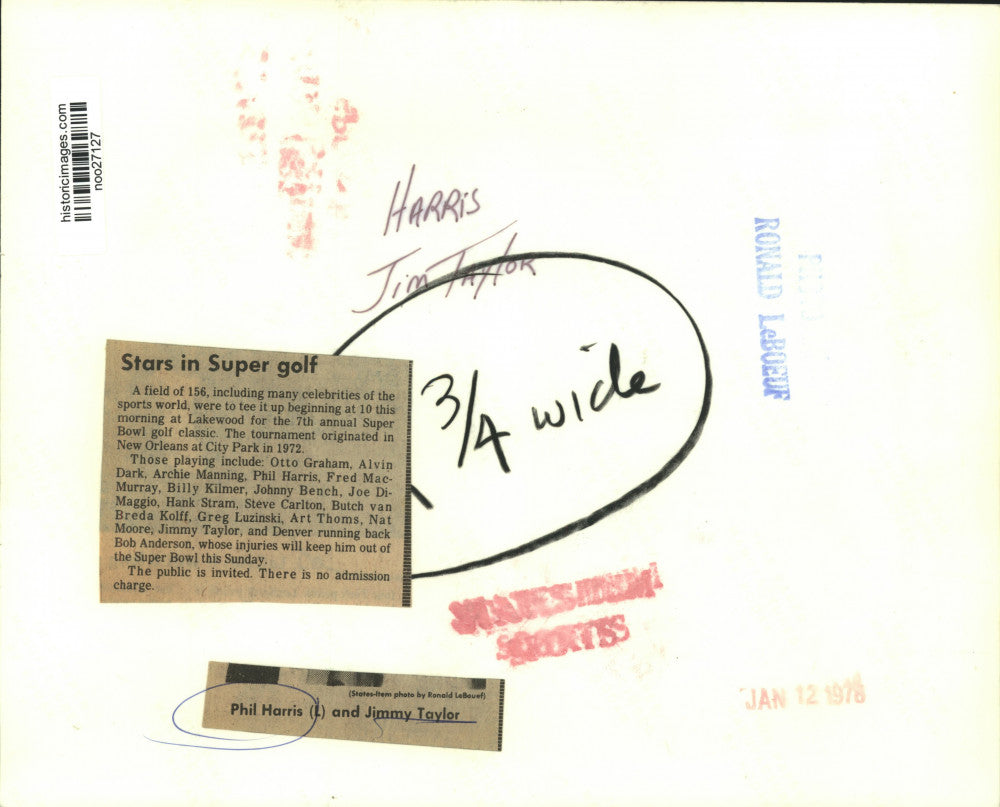 historicimages.com
noo27127
HARRIS
Jim Taylor
RONALD LeBOEUF
3/4 wide
Stars in Super golf
A field of 156, including many celebrities of the
sports world, were to tee it up beginning at 10 this
morning at Lakewood for the 7th annual Super
Bowl golf classic. The tournament originated in
New Orleans at City Park in 1972.
Those playing include: Otto Graham, Alvin
Dark, Archie Manning, Phil Harris, Fred Mac-
Murray, Billy Kilmer, Johnny Bench, Joe Di-
Maggio, Hank Stram, Steve Carlton, Butch van
Breda Kolff, Greg Luzinski, Art Thoms, Nat
Moore, Jimmy Taylor, and Denver running back
Bob Anderson, whose injuries will keep him out of
the Super Bowl this Sunday.
The public is invited. There is no admission
charge.
STATES-ITEM
SPORTS
JAN 12 1978
(States-Item photo by Ronald LeBoeuf)
Phil Harris (L) and Jimmy Taylor